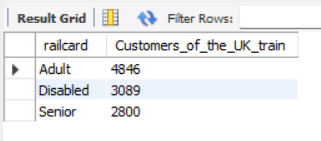 Result Grid Filter Rows:
railcard Customers_of_the_UK_train
Adult 4846
Disabled 3089
Senior 2800